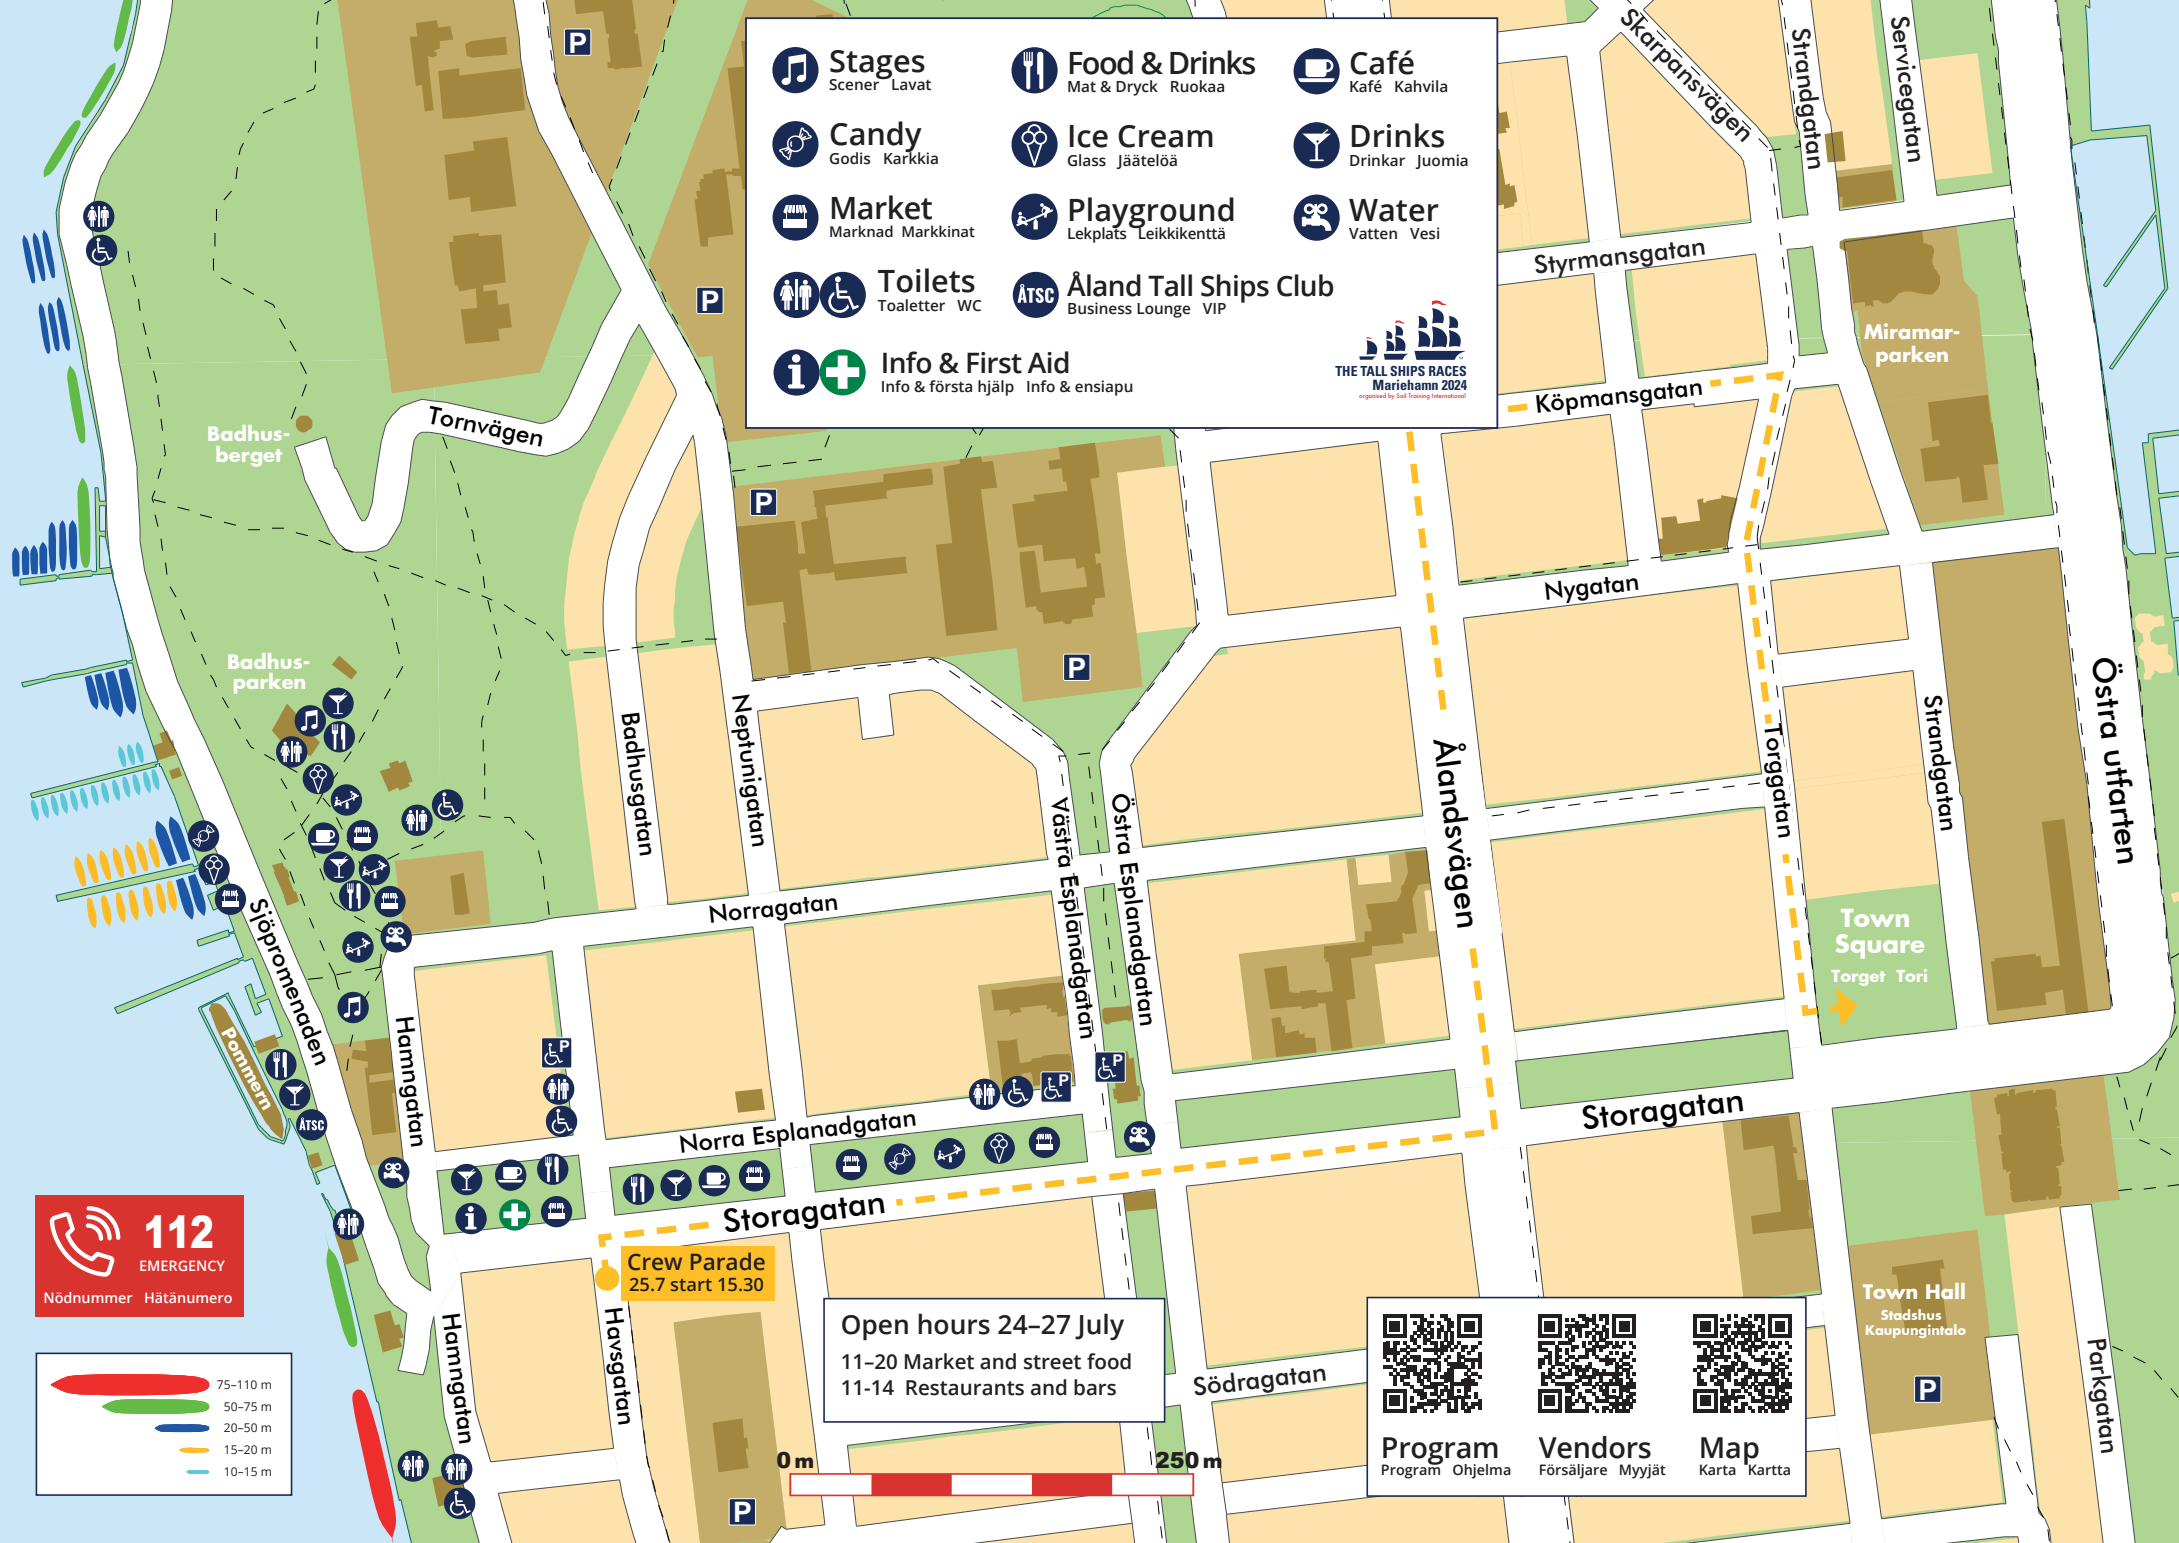 P
Stages
Scener Lavat
Food & Drinks
Mat & Dryck Ruokaa
Café
Kafé Kahvila
Candy
Godis Karkkia
Ice Cream
Glass Jäätelöä
Drinks
Drinkar Juomia
Market
Marknad Markkinat
Playground
Lekplats Leikkikenttä
Water
Vatten Vesi
Toilets
Toaletter WC
ÅTSC
Åland Tall Ships Club
Business Lounge VIP
i
Info & First Aid
Info & första hjälp Info & ensiapu
THE TALL SHIPS RACES
Mariehamn 2024
organised by Sail Training International
Skarpansvägen
Strandgatan
Servicegatan
Styrmansgatan
Miramar-
parken
Köpmansgatan
P
P
P
Badhus-
berget
Tornvägen
Nygatan
Badhus-
parken
Badhusgatan
Neptunigatan
Västra Esplanadgatan
Östra Esplanadgatan
Ålandsvägen
Torggatan
Strandgatan
Östra utfarten
Norragatan
Sjöpromenaden
Town
Square
Torget Tori
Pommern
ÅTSC
Hamngatan
P
P
P
Norra Esplanadgatan
Storagatan
Storagatan
i
112
EMERGENCY
Nödnummer Hätänumero
Crew Parade
25.7 start 15.30
Town Hall
Stadshus
Kaupungintalo
P
Parkgatan
Hamngatan
Havsgatan
Open hours 24–27 July
11–20 Market and street food
11-14 Restaurants and bars
Södragatan
75–110 m
50–75 m
20–50 m
15–20 m
10–15 m
Program
Program Ohjelma
Vendors
Försäljare Myyjät
Map
Karta Kartta
0 m
250 m
P